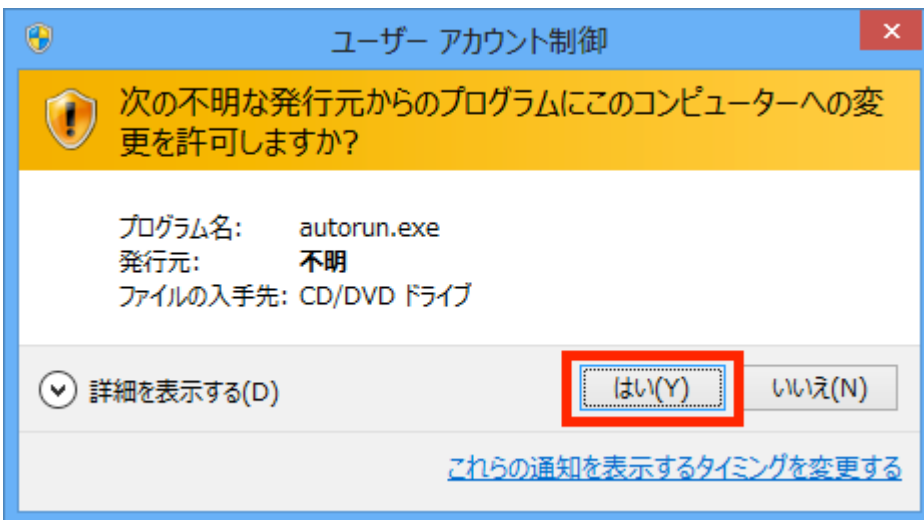 ユーザー アカウント制御
次の不明な発行元からのプログラムにこのコンピューターへの変
更を許可しますか?
プログラム名: autorun.exe
発行元: 不明
ファイルの入手先: CD/DVD ドライブ
詳細を表示する(D) はい(Y) いいえ(N)
これらの通知を表示するタイミングを変更する